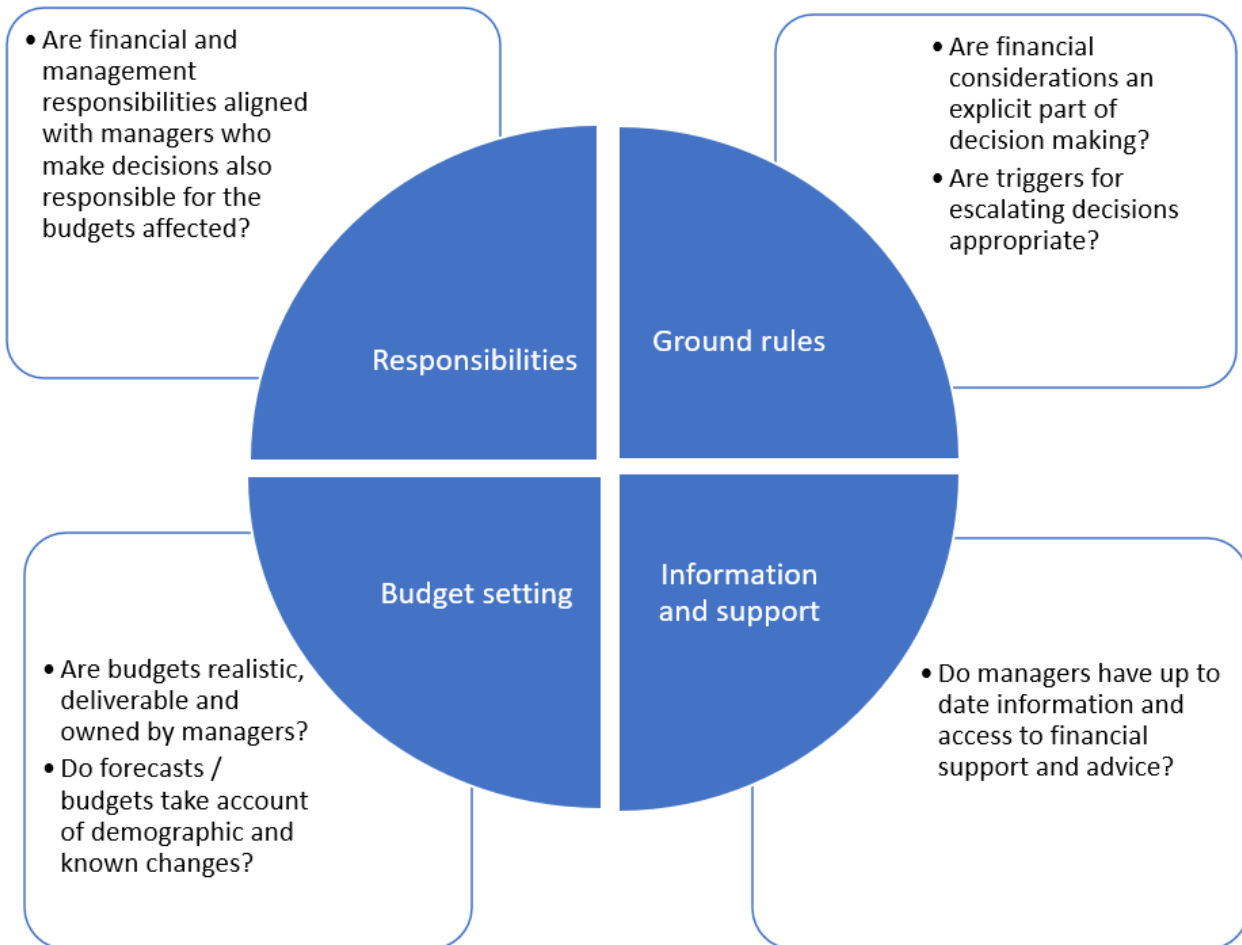 • Are financial and
management
responsibilities aligned
with managers who
make decisions also
responsible for the
budgets affected?
• Are financial
considerations an
explicit part of
decision making?
• Are triggers for
escalating decisions
appropriate?
Responsibilities
Ground rules
Budget setting
Information
and support
• Are budgets realistic,
deliverable and
owned by managers?
• Do forecasts /
budgets take account
of demographic and
known changes?
• Do managers have up to
date information and
access to financial
support and advice?